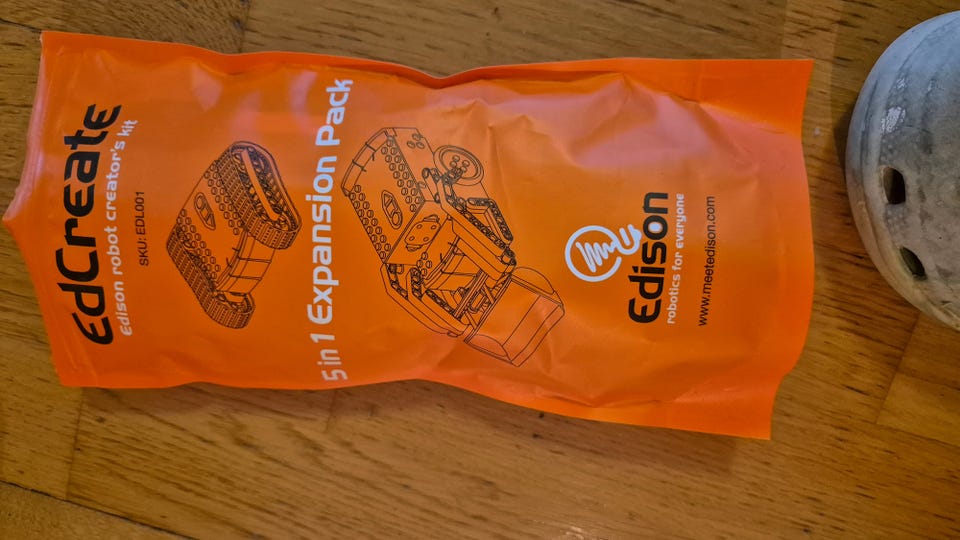 EdCreate
Edison robot creator's kit
SKU: EDL001
5 in 1 Expansion Pack
Edison
robotics for everyone
www.meetedison.com